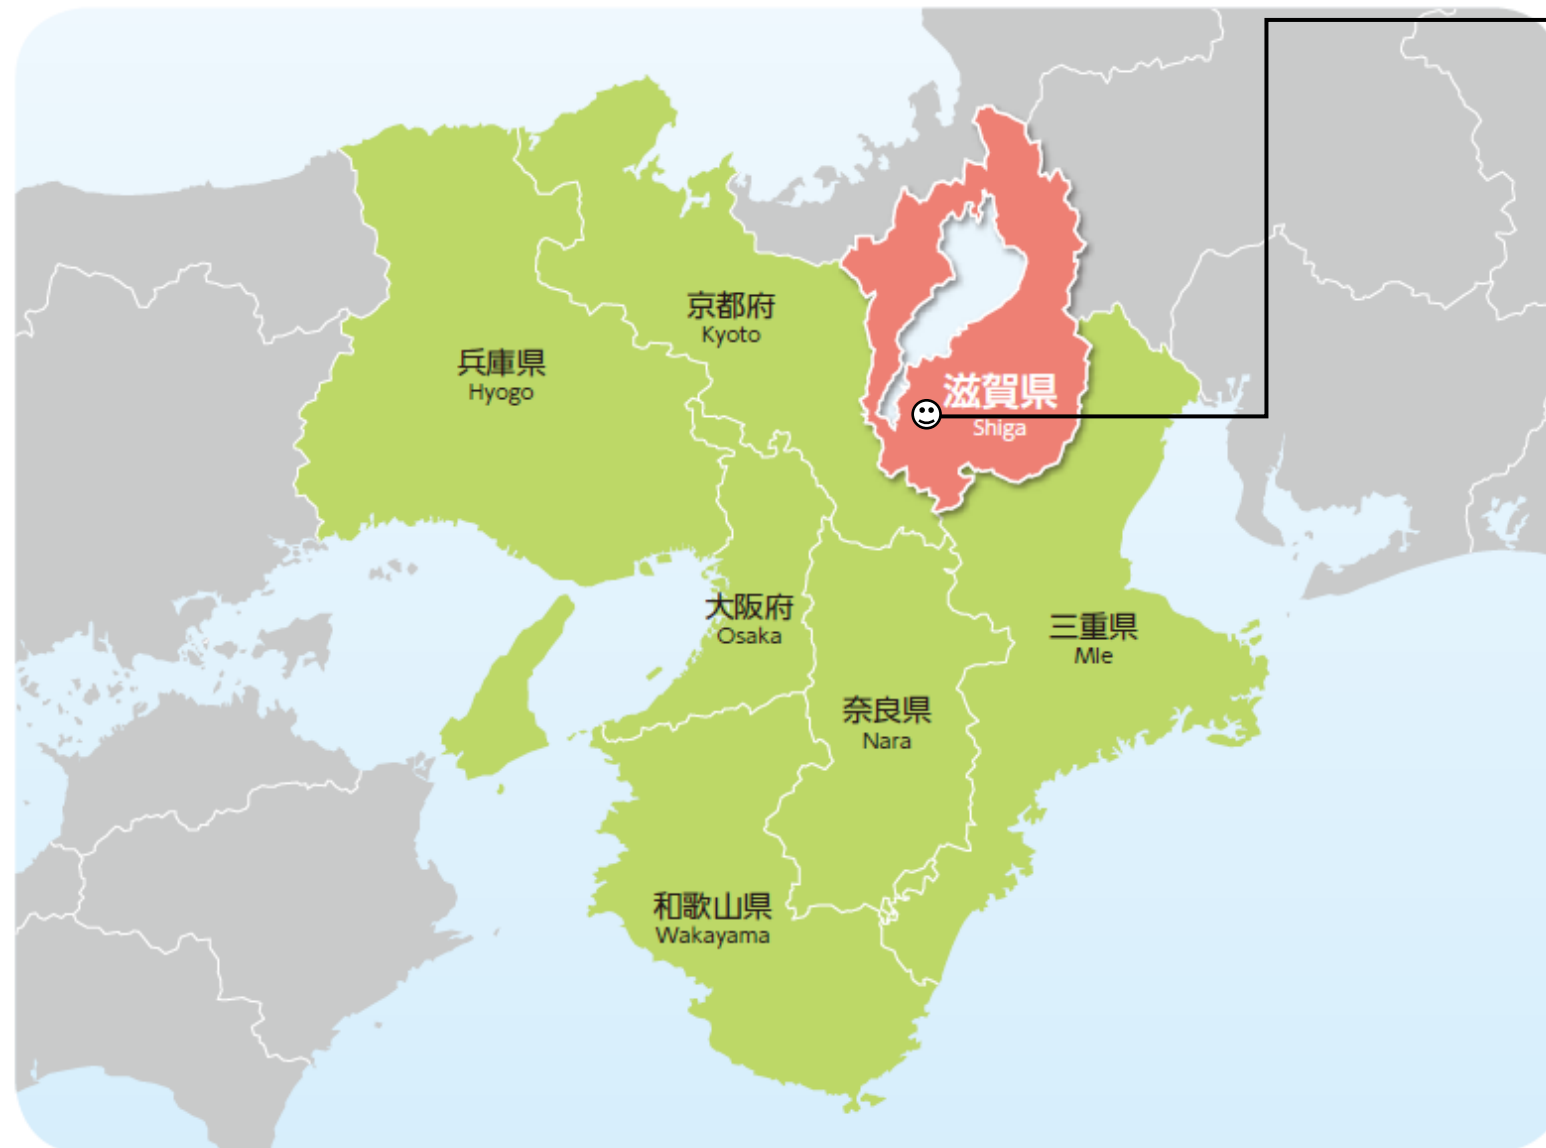 京都府
Kyoto
兵庫県
Hyogo
滋賀県
Shiga
大阪府
Osaka
三重県
MIe
奈良県
Nara
和歌山県
Wakayama